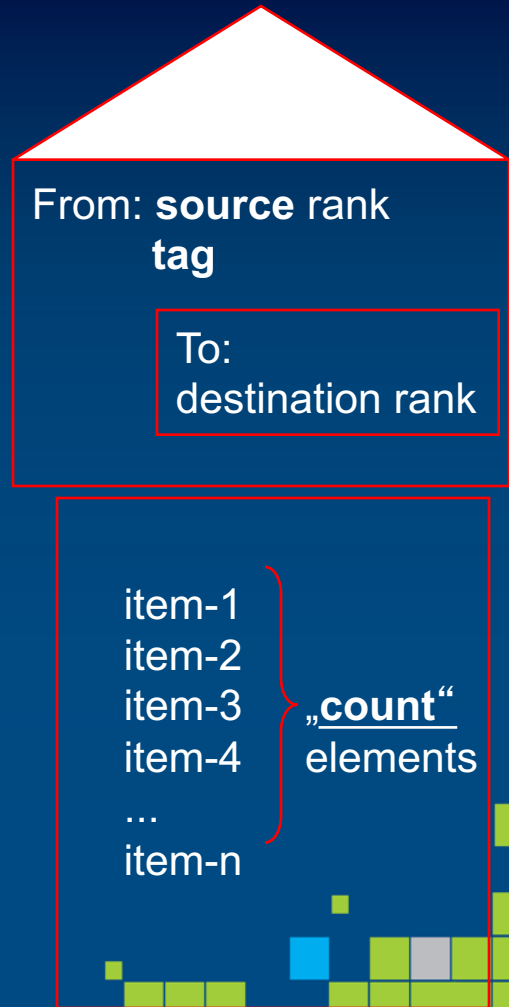 From: source rank
tag
To:
destination rank
item-1
item-2
item-3
item-4
...
item-n
„count“
elements